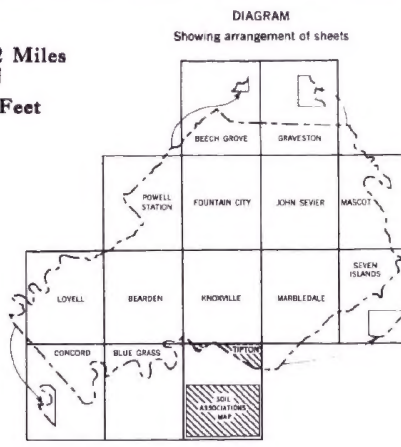 DIAGRAM
Showing arrangement of sheets
2 Miles
Feet
BEECH GROVE
GRAVESTON
POWELL
STATION
FOUNTAIN CITY
JOHN SEVIER
MASCOT
SEVEN
ISLANDS
LOVELL
BEARDEN
KNOXVILLE
MARBLEDALE
CONCORD
BLUE GRASS
TIPTON
SOIL
ASSOCIATIONS
MAP